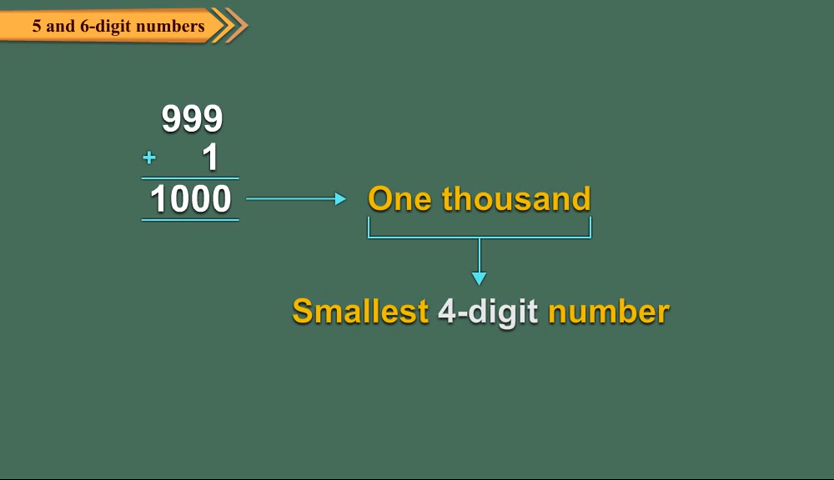 5 and 6-digit numbers
999
+ 1
1000 One thousand
Smallest 4-digit number